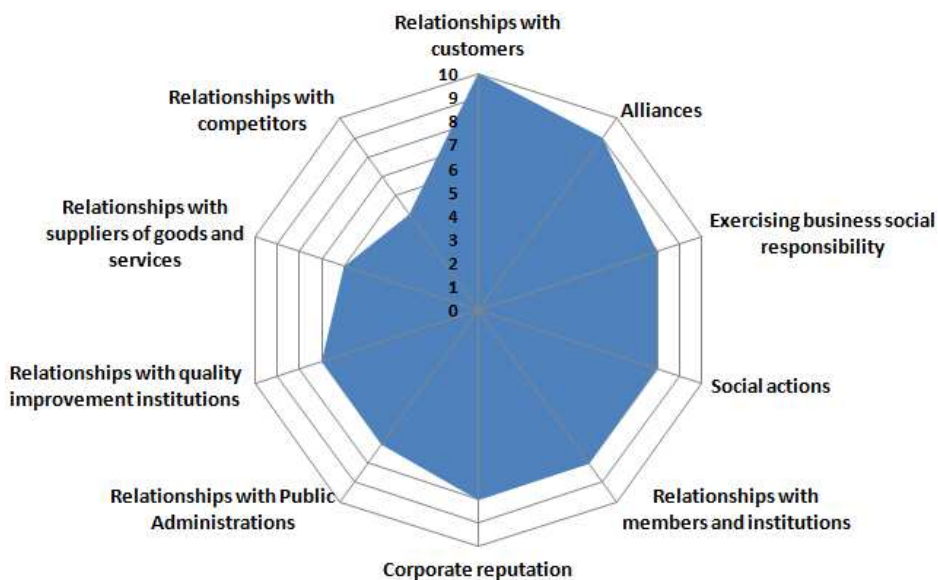 Relationships with
customers
10
9
8
7
6
5
4
3
2
1
0
Alliances
Exercising business social
responsibility
Social actions
Relationships with
members and institutions
Corporate reputation
Relationships with Public
Administrations
Relationships with quality
improvement institutions
Relationships with
suppliers of goods and
services
Relationships with
competitors